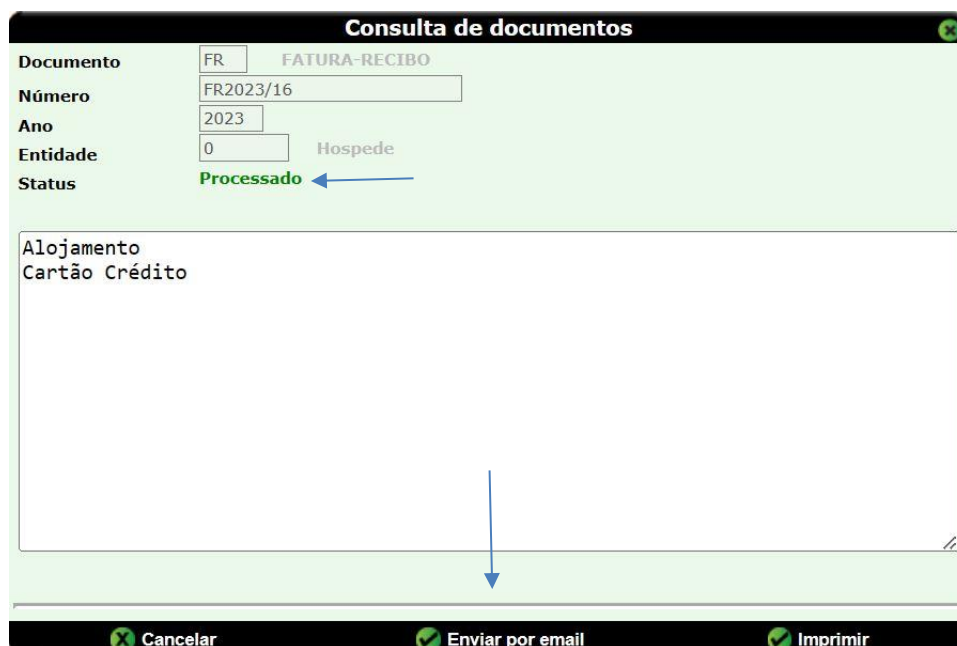 Consulta de documentos
Documento FR FATURA-RECIBO
Número FR2023/16
Ano 2023
Entidade 0 Hospede
Status Processado
Alojamento
Cartão Crédito
Cancelar Enviar por email Imprimir